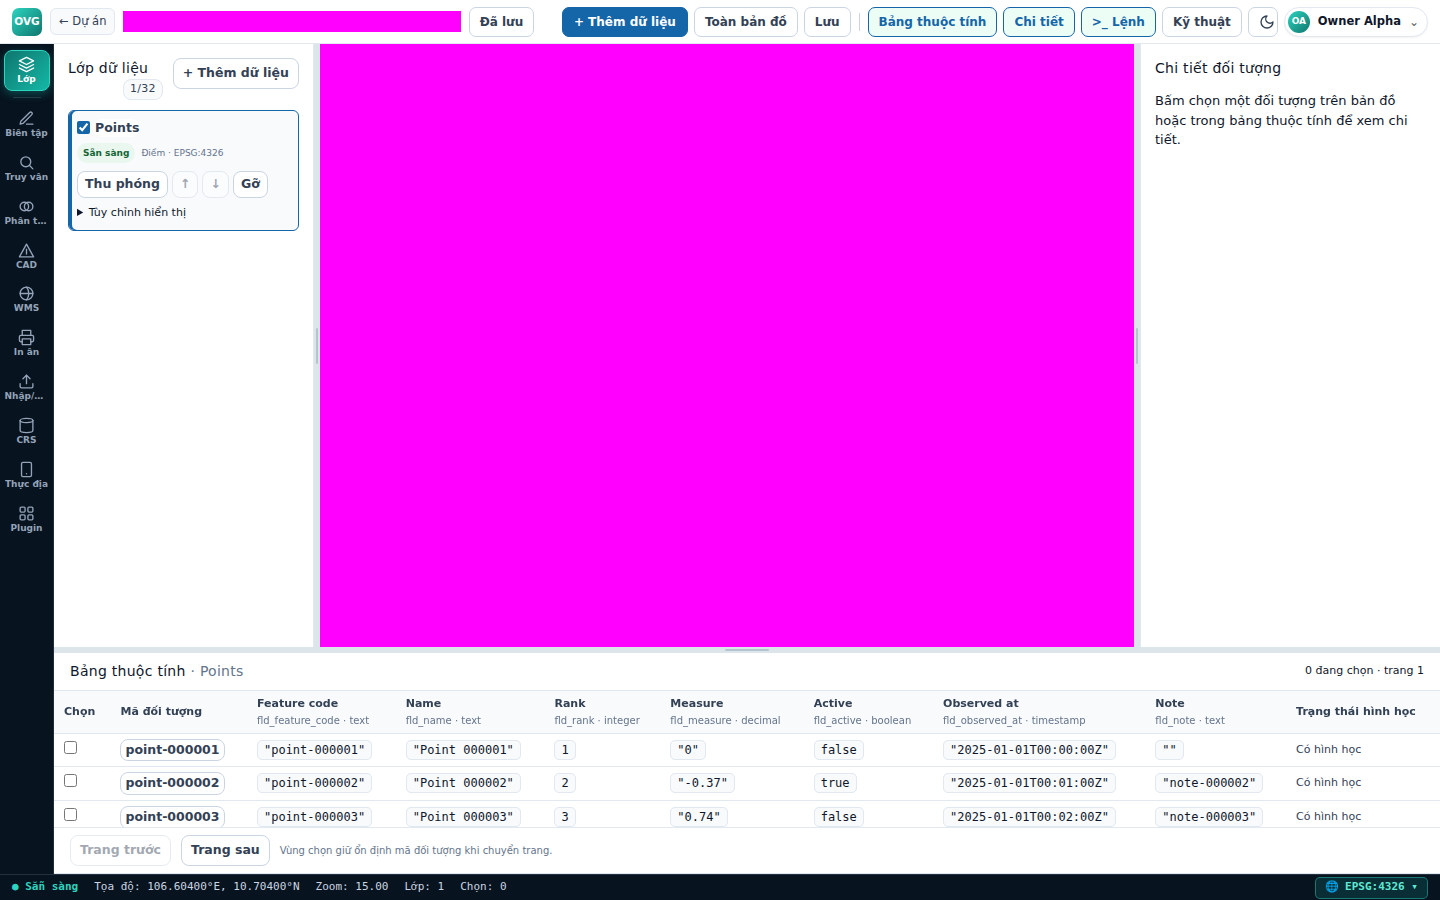 OVG ← Dự án Đã lưu + Thêm dữ liệu Toàn bản đồ Lưu Bảng thuộc tính Chi tiết >_ Lệnh Kỹ thuật OA Owner Alpha
Lớp
Biên tập
Truy vấn
Phân t...
CAD
WMS
In ấn
Nhập/...
CRS
Thực địa
Plugin
Lớp dữ liệu
1/32
+ Thêm dữ liệu
Points
Sẵn sàng Điểm · EPSG:4326
Thu phóng ↑ ↓ Gỡ
Tùy chỉnh hiển thị
Chi tiết đối tượng
Bấm chọn một đối tượng trên bản đồ
hoặc trong bảng thuộc tính để xem chi
tiết.
Bảng thuộc tính · Points 0 đang chọn · trang 1
Chọn Mã đối tượng Feature code Name Rank Measure Active Observed at Note Trạng thái hình học
fld_feature_code · text fld_name · text fld_rank · integer fld_measure · decimal fld_active · boolean fld_observed_at · timestamp fld_note · text
point-000001 "point-000001" "Point 000001" 1 "0" false "2025-01-01T00:00:00Z" "" Có hình học
point-000002 "point-000002" "Point 000002" 2 "-0.37" true "2025-01-01T00:01:00Z" "note-000002" Có hình học
point-000003 "point-000003" "Point 000003" 3 "0.74" false "2025-01-01T00:02:00Z" "note-000003" Có hình học
Trang trước Trang sau Vùng chọn giữ ổn định mã đối tượng khi chuyển trang.
● Sẵn sàng Tọa độ: 106.60400°E, 10.70400°N Zoom: 15.00 Lớp: 1 Chọn: 0 EPSG:4326 ▾